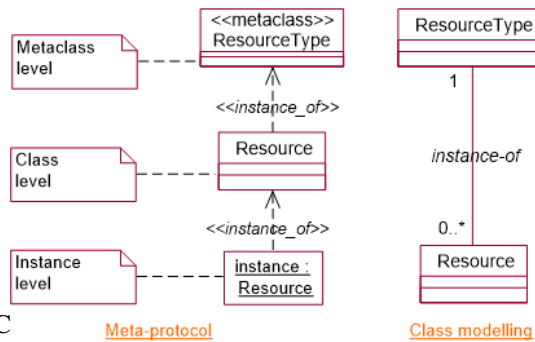 <<metaclass>>
ResourceType
Metaclass
level
<<instance_of>>
Resource
Class
level
<<instance_of>>
instance :
Resource
Instance
level
C
Meta-protocol
ResourceType
1
instance-of
0..*
Resource
Class modelling